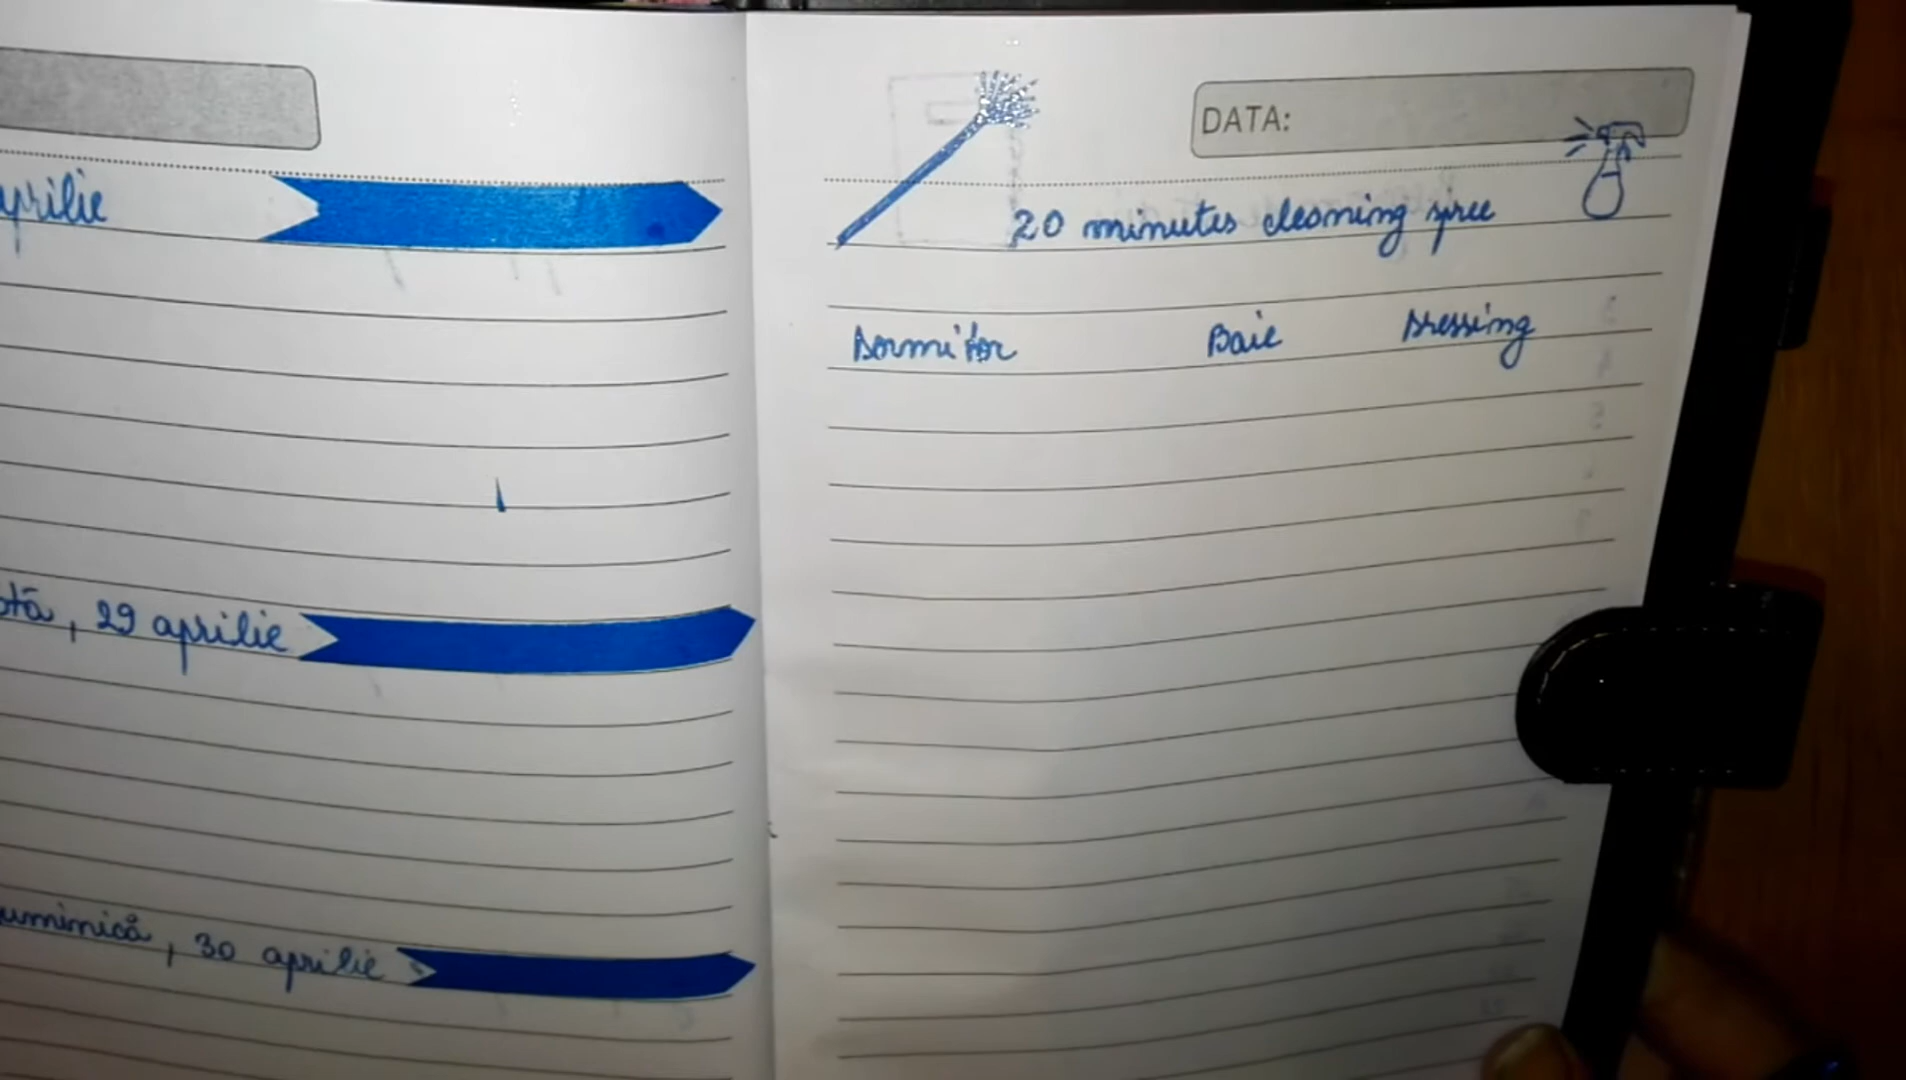 aprilie
29 aprilie
30 aprilie
DATA:
20 minutes cleaning spree
Dormitor Baie Dressing